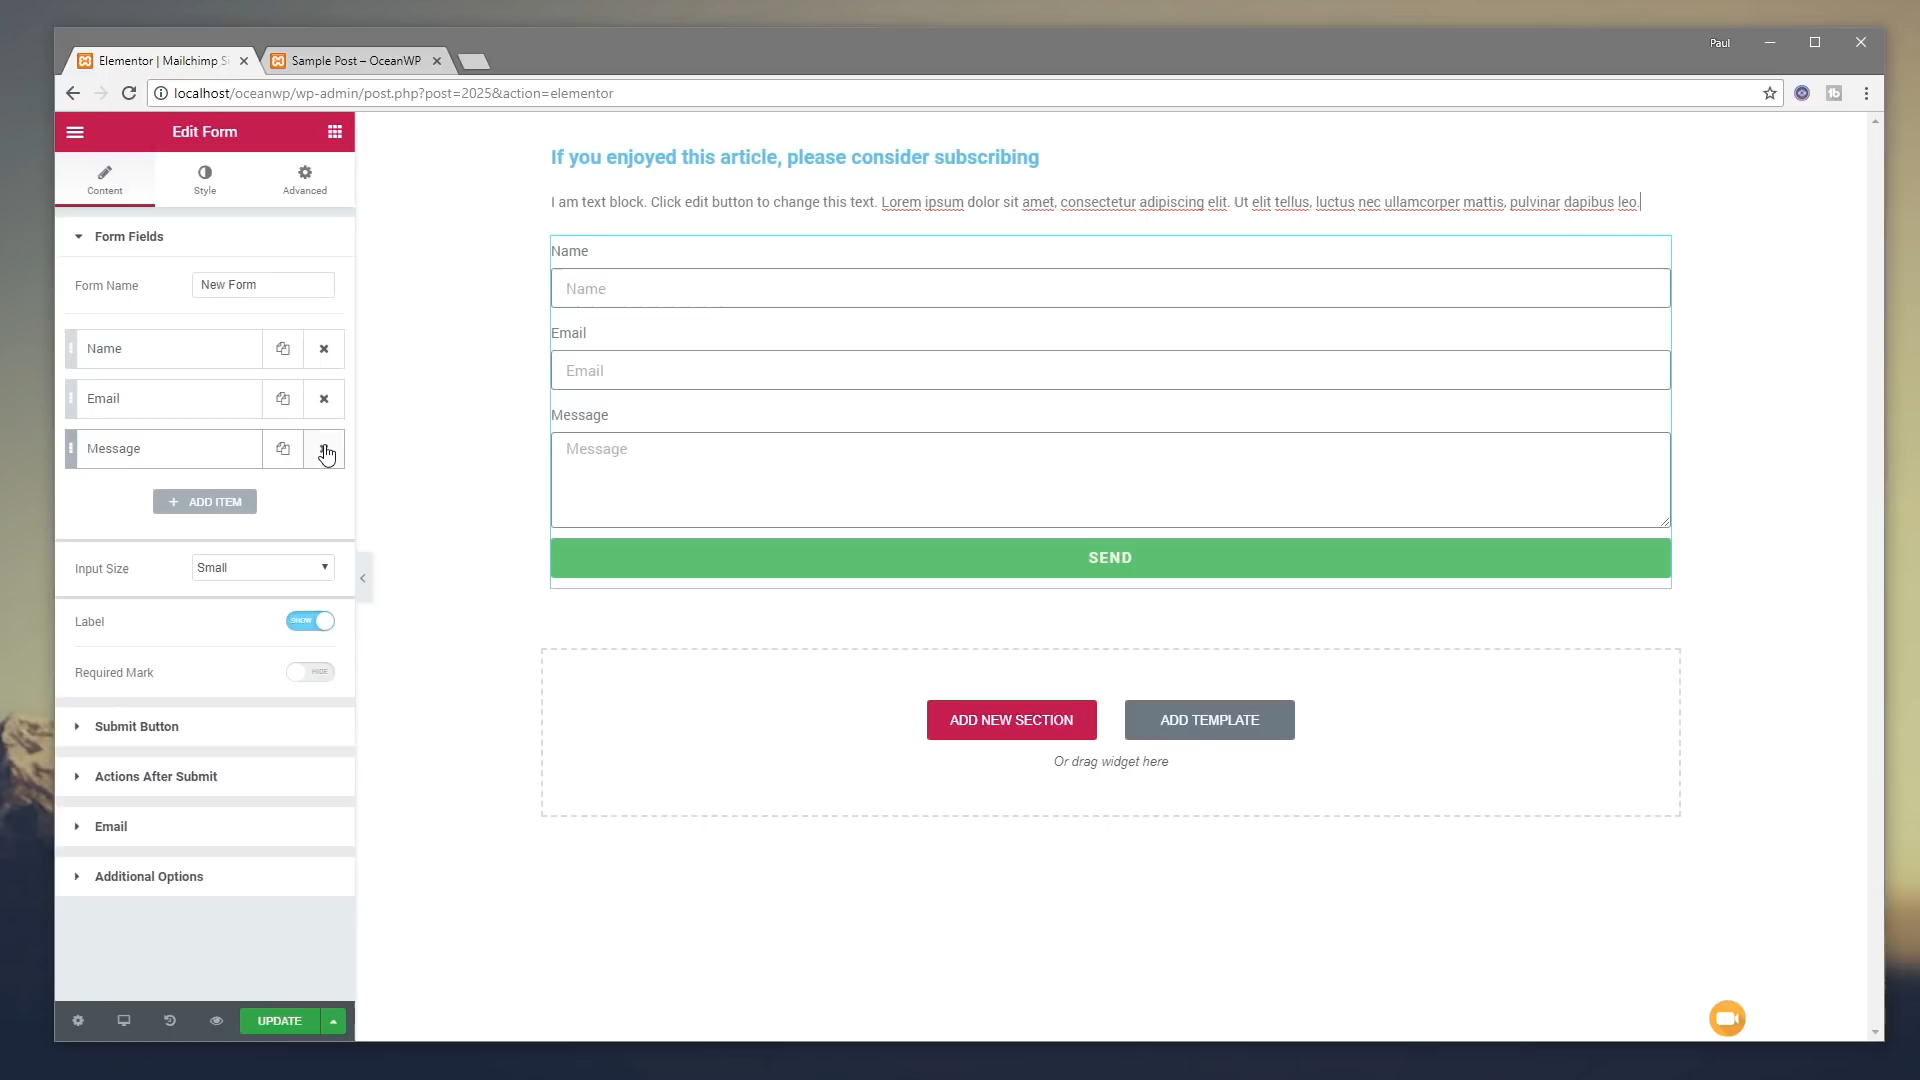 Paul
Elementor | Mailchimp S
Sample Post – OceanWP
localhost/oceanwp/wp-admin/post.php?post=2025&action=elementor
Edit Form
Content
Style
Advanced
Form Fields
Form Name
New Form
Name
Email
Message
+ ADD ITEM
Input Size
Small
Label
SHOW
Required Mark
HIDE
Submit Button
Actions After Submit
Email
Additional Options
UPDATE
If you enjoyed this article, please consider subscribing
I am text block. Click edit button to change this text. Lorem ipsum dolor sit amet, consectetur adipiscing elit. Ut elit tellus, luctus nec ullamcorper mattis, pulvinar dapibus leo.
Name
Name
Email
Email
Message
Message
SEND
ADD NEW SECTION
ADD TEMPLATE
Or drag widget here